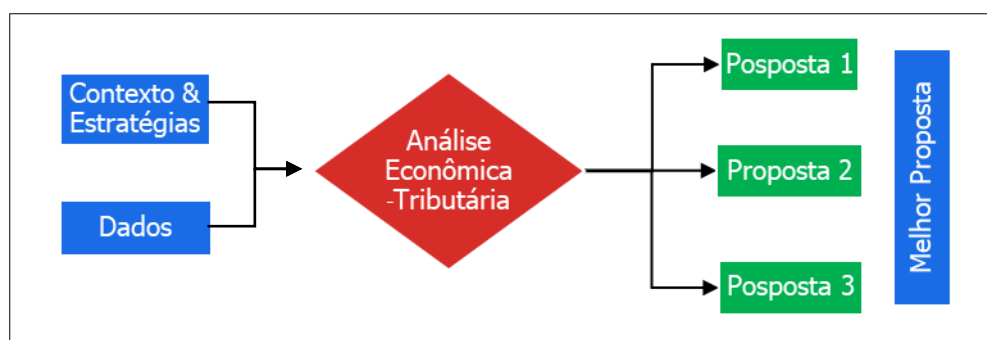 Contexto &
Estratégias
Dados
Análise
Econômica
-Tributária
Posposta 1
Proposta 2
Posposta 3
Melhor Proposta